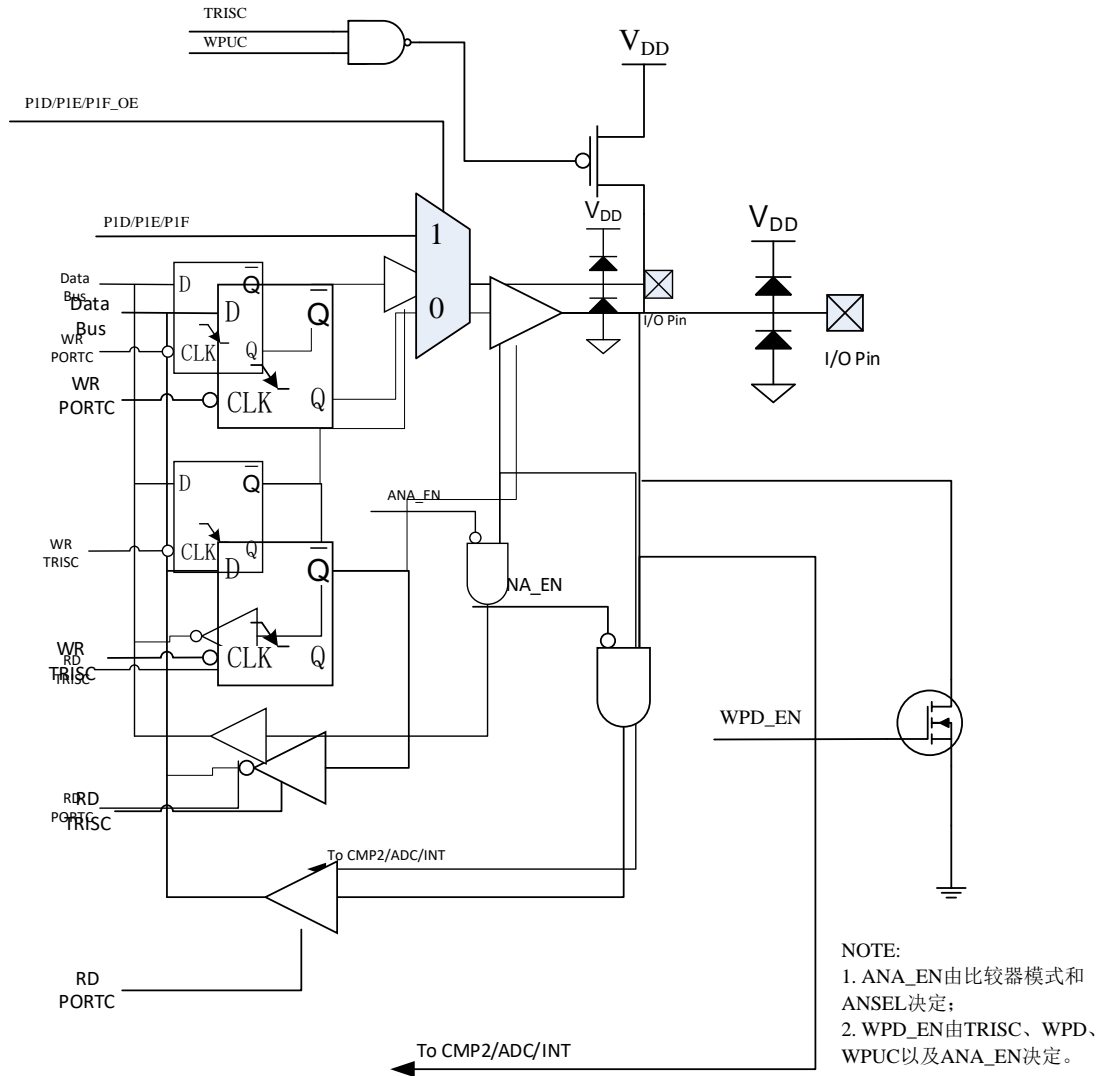 TRISC
WPUC
VDD
P1D/P1E/P1F_OE
P1D/P1E/P1F
1
0
VDD
VDD
Data
Bus
Data
Bus
D
Q
CLK
Q
D
Q
CLK
Q
WR
PORTC
WR
PORTC
I/O Pin
I/O Pin
D
Q
CLK
Q
D
Q
CLK
Q
WR
TRISC
WR
TRISC
RD
TRISC
ANA_EN
NA_EN
WPD_EN
RD
PORTC
RD
TRISC
To CMP2/ADC/INT
RD
PORTC
To CMP2/ADC/INT
NOTE:
1. ANA_EN由比较器模式和
ANSEL决定；
2. WPD_EN由TRISC、WPD、
WPUC以及ANA_EN决定。